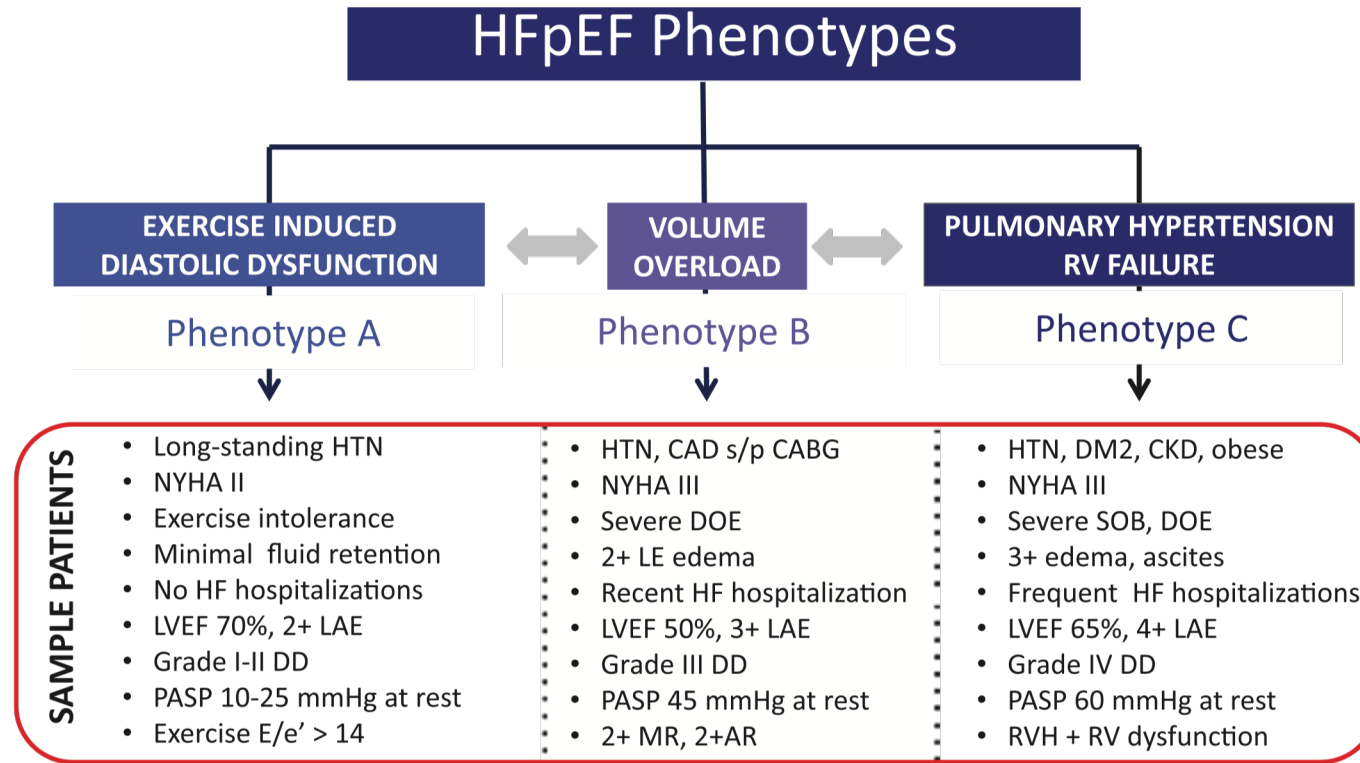 HFpEF Phenotypes
EXERCISE INDUCED
DIASTOLIC DYSFUNCTION
VOLUME
OVERLOAD
PULMONARY HYPERTENSION
RV FAILURE
Phenotype A
Phenotype B
Phenotype C
SAMPLE PATIENTS
• Long-standing HTN
• NYHA II
• Exercise intolerance
• Minimal fluid retention
• No HF hospitalizations
• LVEF 70%, 2+ LAE
• Grade I-II DD
• PASP 10-25 mmHg at rest
• Exercise E/e’ > 14
• HTN, CAD s/p CABG
• NYHA III
• Severe DOE
• 2+ LE edema
• Recent HF hospitalization
• LVEF 50%, 3+ LAE
• Grade III DD
• PASP 45 mmHg at rest
• 2+ MR, 2+AR
• HTN, DM2, CKD, obese
• NYHA III
• Severe SOB, DOE
• 3+ edema, ascites
• Frequent HF hospitalizations
• LVEF 65%, 4+ LAE
• Grade IV DD
• PASP 60 mmHg at rest
• RVH + RV dysfunction